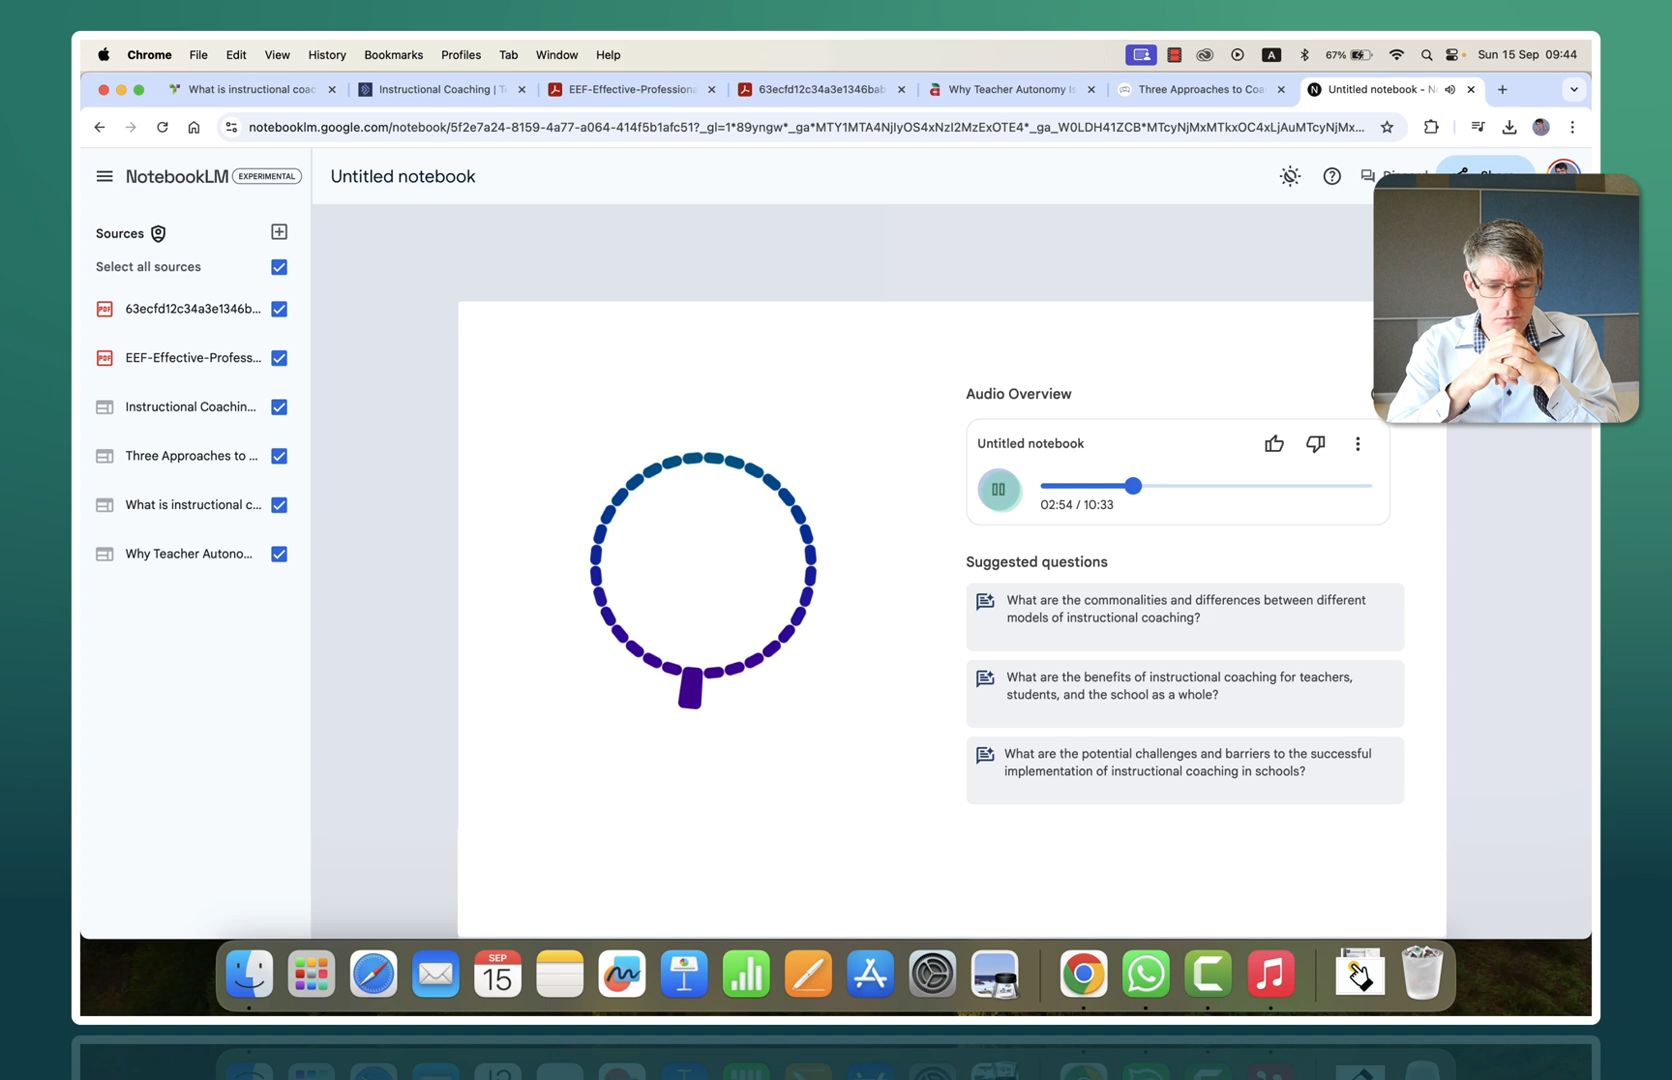 Chrome File Edit View History Bookmarks Profiles Tab Window Help
A 67% Sun 15 Sep 09:44
What is instructional coac
Instructional Coaching | T
EEF-Effective-Professiona
63ecfd12c34a3e1346bab
Why Teacher Autonomy Is
Three Approaches to Coa
Untitled notebook - N
notebooklm.google.com/notebook/5f2e7a24-8159-4a77-a064-414f5b1afc51?_gl=1*89yngw*_ga*MTY1MTA4NjIyOS4xNzI2MzExOTE4*_ga_W0LDH41ZCB*MTcyNjMxMTkxOC4xLjAuMTcyNjMx...
NotebookLM EXPERIMENTAL
Untitled notebook
Sources
Select all sources
PDF 63ecfd12c34a3e1346b...
PDF EEF-Effective-Profess...
Instructional Coachin...
Three Approaches to ...
What is instructional c...
Why Teacher Autono...
Audio Overview
Untitled notebook
02:54 / 10:33
Suggested questions
What are the commonalities and differences between different
models of instructional coaching?
What are the benefits of instructional coaching for teachers,
students, and the school as a whole?
What are the potential challenges and barriers to the successful
implementation of instructional coaching in schools?
SEP
15